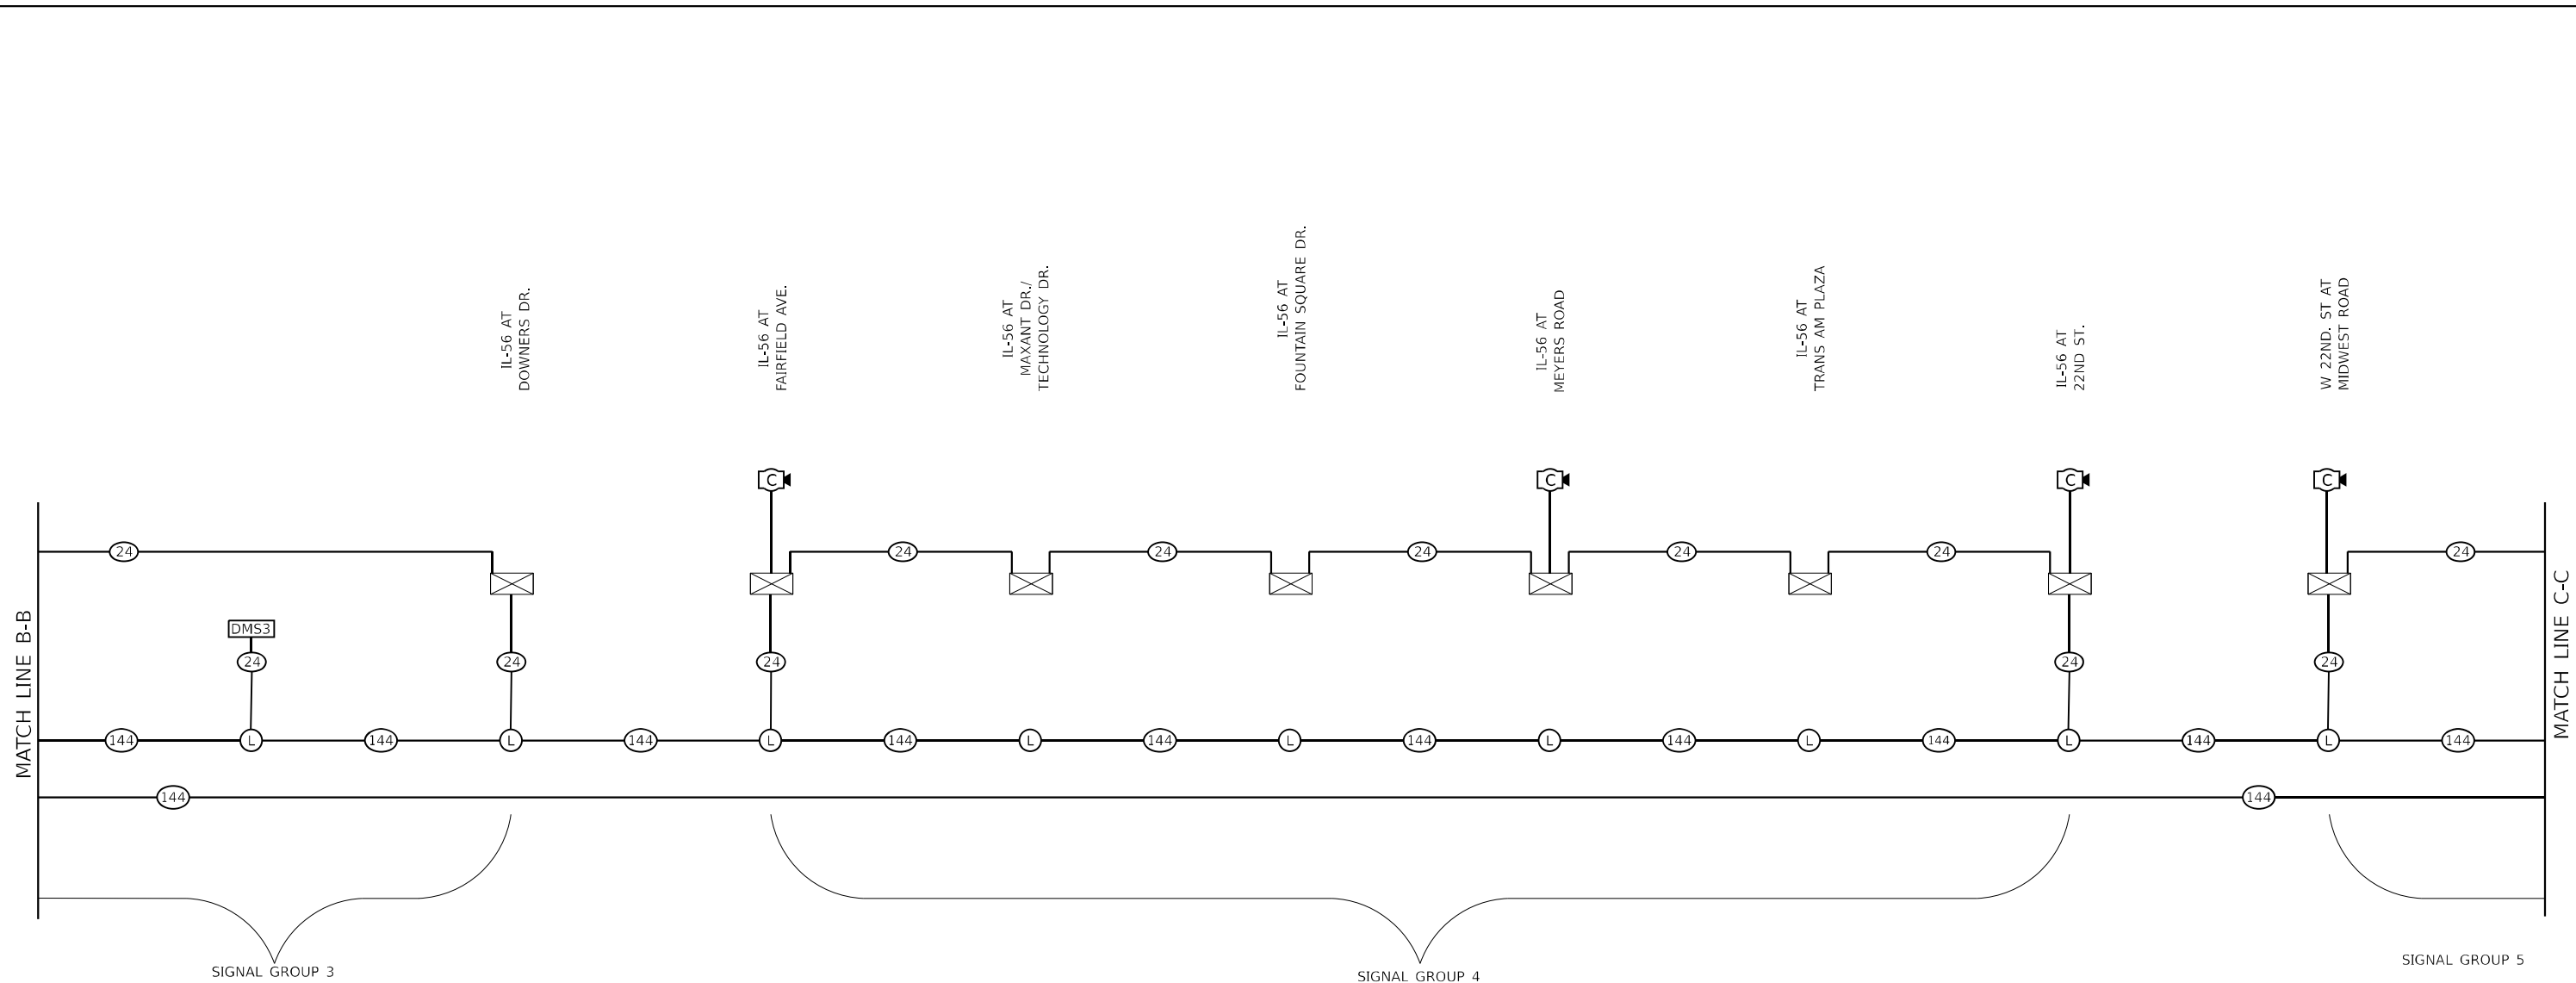 IL-56 AT
DOWNERS DR.
IL-56 AT
FAIRFIELD AVE.
IL-56 AT
MAXANT DR./
TECHNOLOGY DR.
IL-56 AT
FOUNTAIN SQUARE DR.
IL-56 AT
MEYERS ROAD
IL-56 AT
TRANS AM PLAZA
IL-56 AT
22ND ST.
W 22ND. ST AT
MIDWEST ROAD
C
C
C
C
24
24
24
24
24
24
24
MATCH LINE B-B
MATCH LINE C-C
DMS3
24
24
24
24
24
144
L
144
L
144
L
144
L
144
L
144
L
144
L
144
L
144
L
144
144
144
SIGNAL GROUP 3
SIGNAL GROUP 4
SIGNAL GROUP 5